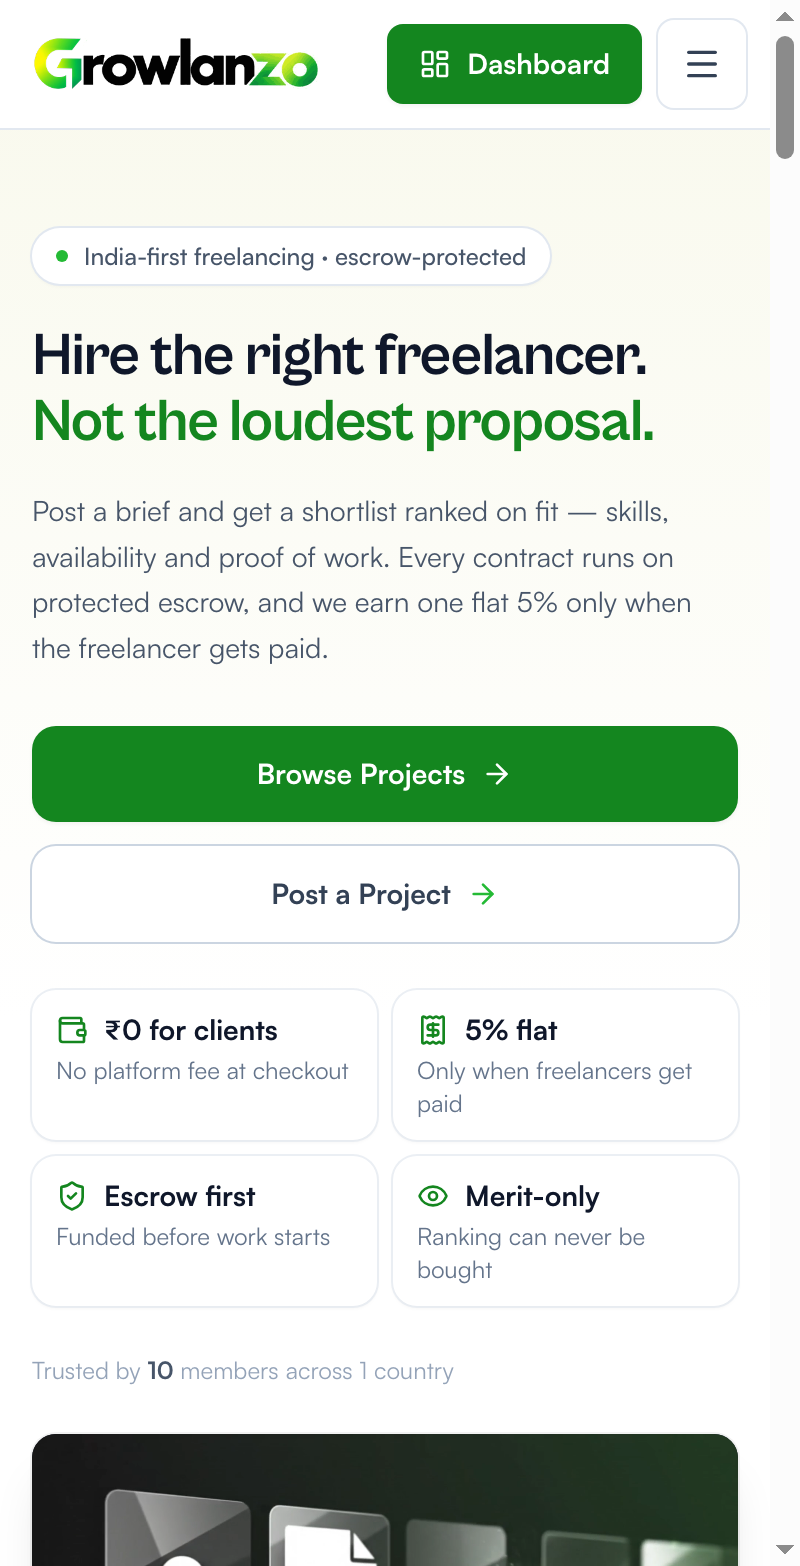 Growlanzo
Dashboard
India-first freelancing · escrow-protected
Hire the right freelancer.
Not the loudest proposal.
Post a brief and get a shortlist ranked on fit — skills,
availability and proof of work. Every contract runs on
protected escrow, and we earn one flat 5% only when
the freelancer gets paid.
Browse Projects →
Post a Project →
₹0 for clients
No platform fee at checkout
5% flat
Only when freelancers get
paid
Escrow first
Funded before work starts
Merit-only
Ranking can never be
bought
Trusted by 10 members across 1 country